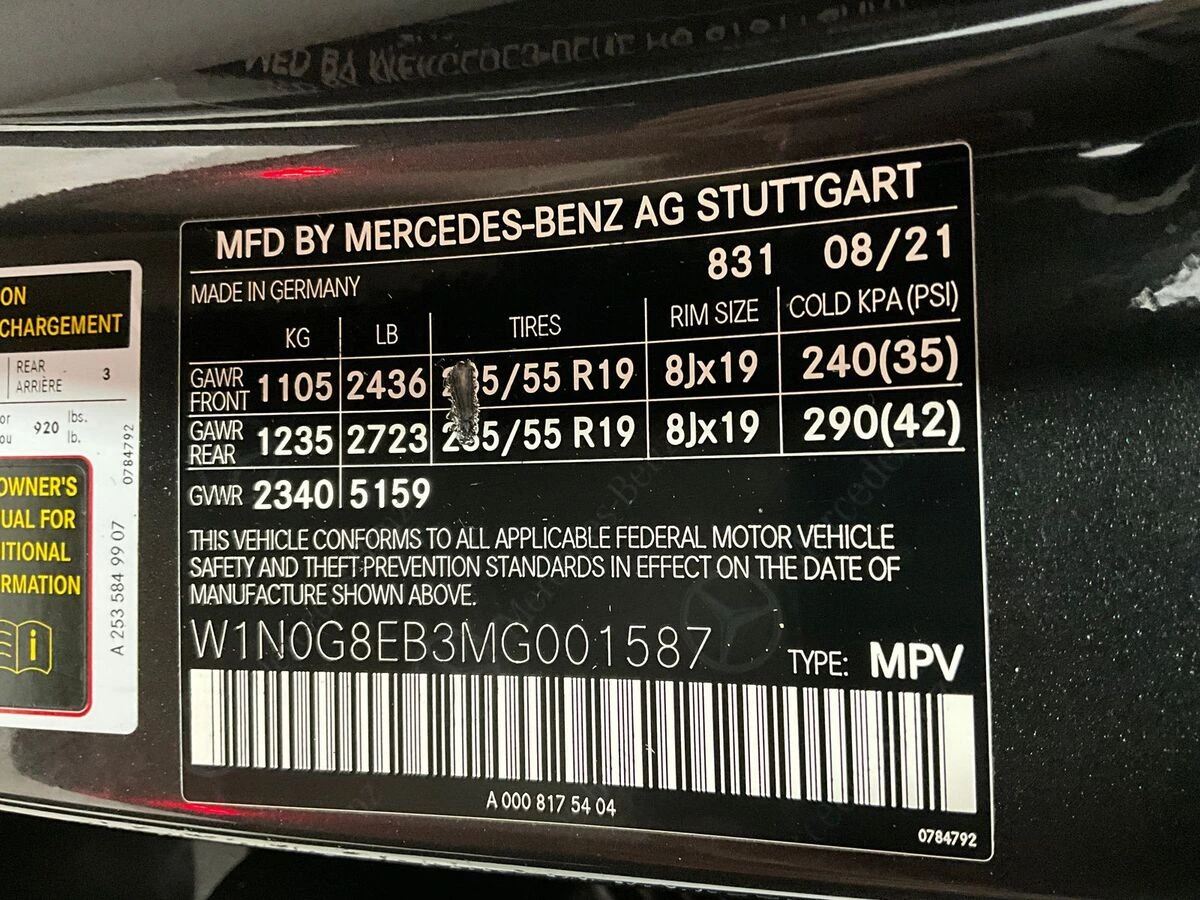 MFD BY MERCEDES-BENZ AG STUTTGART
MADE IN GERMANY 831 08/21
KG LB TIRES RIM SIZE COLD KPA (PSI)
GAWR FRONT 1105 2436 5/55 R19 8Jx19 240(35)
GAWR REAR 1235 2723 235/55 R19 8Jx19 290(42)
GVWR 2340 5159
THIS VEHICLE CONFORMS TO ALL APPLICABLE FEDERAL MOTOR VEHICLE
SAFETY AND THEFT PREVENTION STANDARDS IN EFFECT ON THE DATE OF
MANUFACTURE SHOWN ABOVE.
W1N0G8EB3MG001587 TYPE: MPV
A 000 817 54 04
0784792
ON
CHARGEMENT
REAR
ARRIÈRE 3
or 920 lbs.
ou lb.
OWNER'S
UAL FOR
ITIONAL
RMATION
i
A 253 584 99 07
0784792